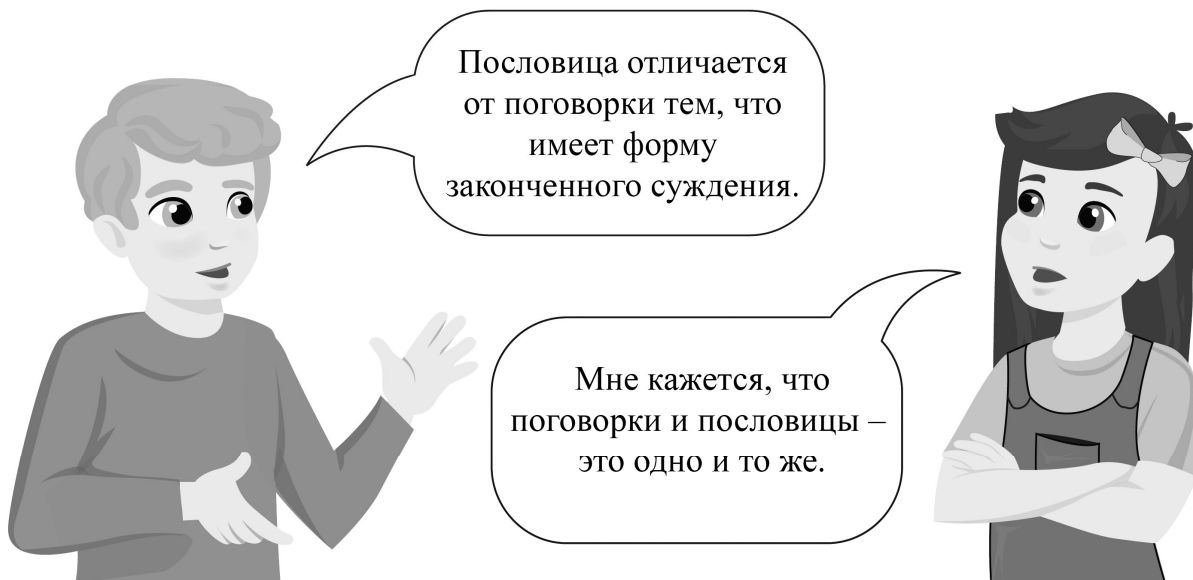 Пословица отличается
от поговорки тем, что
имеет форму
законченного суждения.
Мне кажется, что
поговорки и пословицы –
это одно и то же.